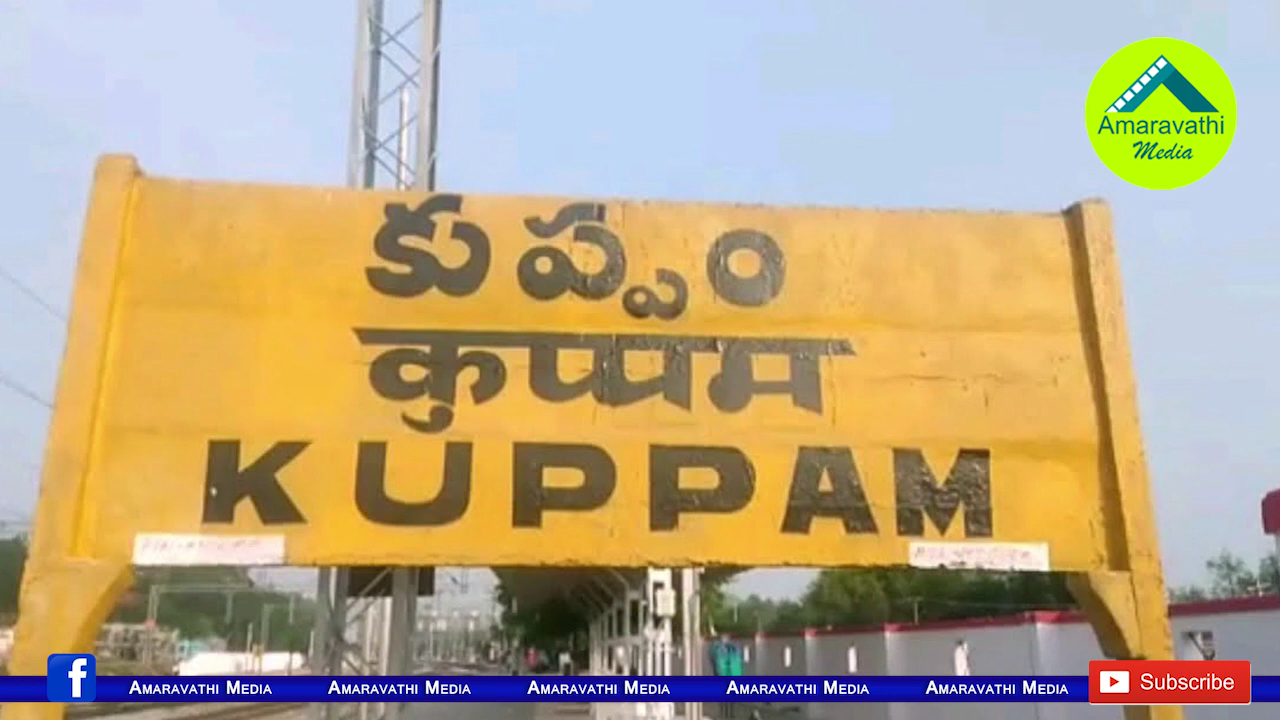 కుప్పం
कुप्पम
KUPPAM
Amaravathi
Media
f
AMARAVATHI MEDIA AMARAVATHI MEDIA AMARAVATHI MEDIA AMARAVATHI MEDIA AMARAVATHI MEDIA
Subscribe